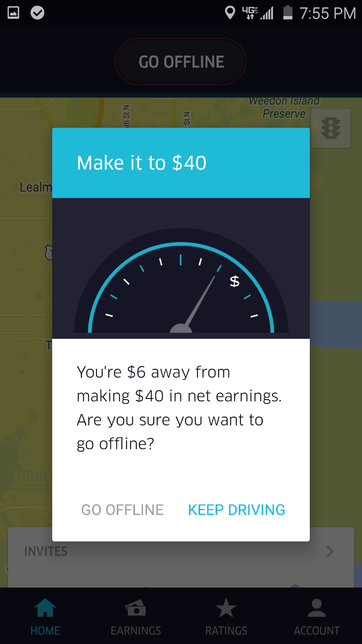 4G 7:55 PM
GO OFFLINE
Weedon Island
Preserve
Lealm
Make it to $40
$
You're $6 away from
making $40 in net earnings.
Are you sure you want to
go offline?
GO OFFLINE KEEP DRIVING
INVITES
HOME EARNINGS RATINGS ACCOUNT